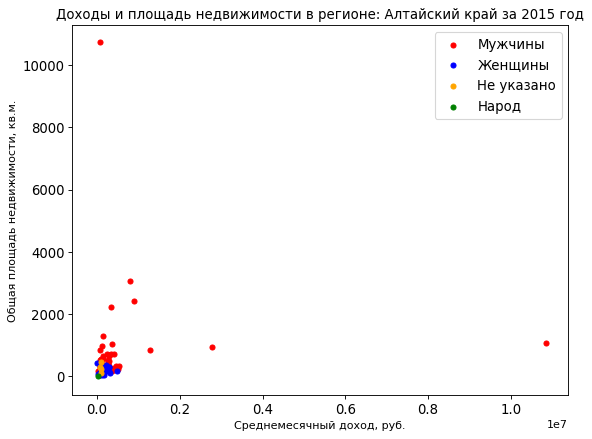 Доходы и площадь недвижимости в регионе: Алтайский край за 2015 год
Мужчины
Женщины
Не указано
Народ
Общая площадь недвижимости, кв.м.
10000
8000
6000
4000
2000
0
0.0 0.2 0.4 0.6 0.8 1.0
1e7
Среднемесячный доход, руб.